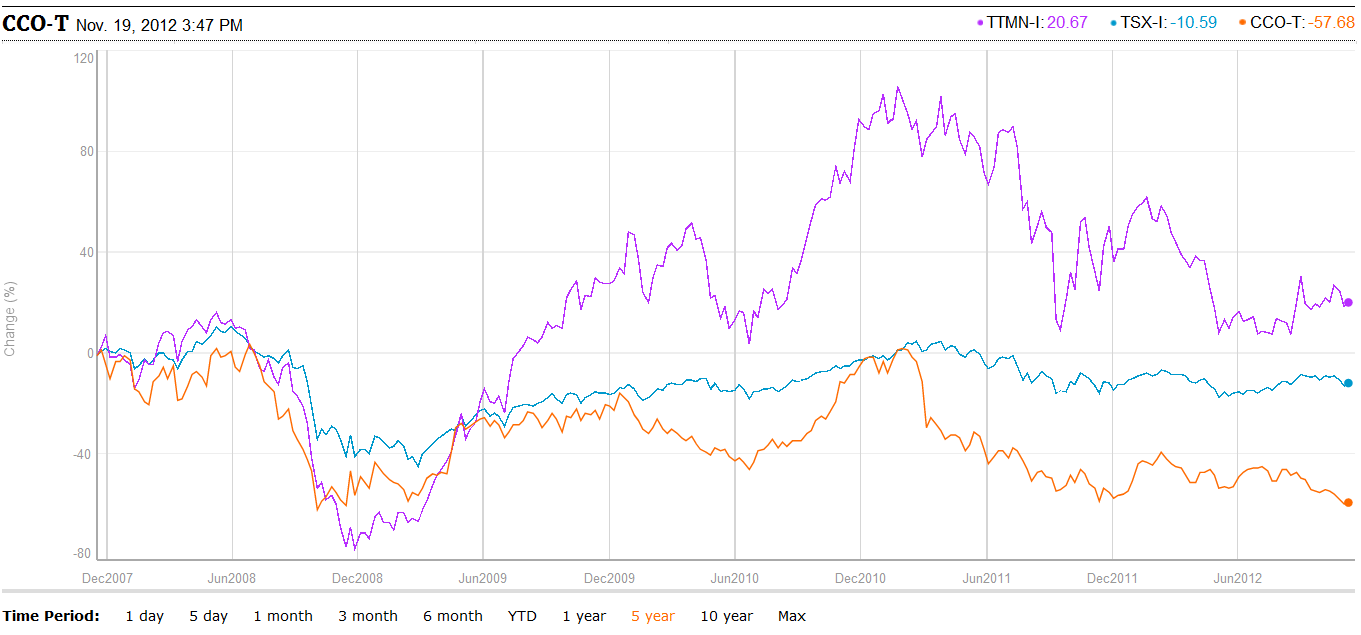 CCO-T Nov. 19, 2012 3:47 PM TTMN-I: 20.67 TSX-I: -10.59 CCO-T: -57.68
120
80
40
0
-40
-80
Change (%)
Dec2007 Jun2008 Dec2008 Jun2009 Dec2009 Jun2010 Dec2010 Jun2011 Dec2011 Jun2012
Time Period: 1 day 5 day 1 month 3 month 6 month YTD 1 year 5 year 10 year Max